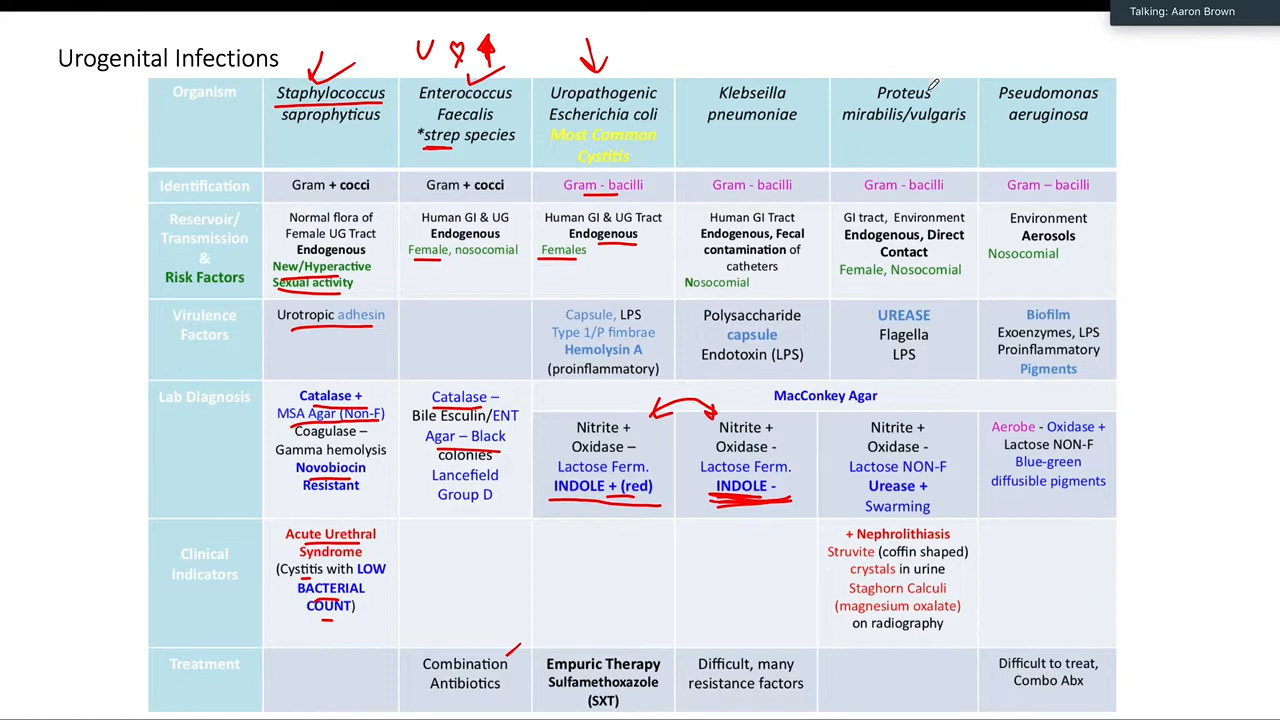 Talking: Aaron Brown
Urogenital Infections
Organism
Staphylococcus
saprophyticus
Enterococcus
Faecalis
*strep species
Uropathogenic
Escherichia coli
Most Common
Cystitis
Klebseilla
pneumoniae
Proteus
mirabilis/vulgaris
Pseudomonas
aeruginosa
Identification
Gram + cocci
Gram + cocci
Gram - bacilli
Gram - bacilli
Gram - bacilli
Gram – bacilli
Reservoir/
Transmission
&
Risk Factors
Normal flora of
Female UG Tract
Endogenous
New/Hyperactive
Sexual activity
Human GI & UG
Endogenous
Female, nosocomial
Human GI & UG Tract
Endogenous
Females
Human GI Tract
Endogenous, Fecal
contamination of
catheters
Nosocomial
GI tract, Environment
Endogenous, Direct
Contact
Female, Nosocomial
Environment
Aerosols
Nosocomial
Virulence
Factors
Urotropic adhesin
Capsule, LPS
Type 1/P fimbrae
Hemolysin A
(proinflammatory)
Polysaccharide
capsule
Endotoxin (LPS)
UREASE
Flagella
LPS
Biofilm
Exoenzymes, LPS
Proinflammatory
Pigments
Lab Diagnosis
Catalase +
MSA Agar (Non-F)
Coagulase –
Gamma hemolysis
Novobiocin
Resistant
Catalase –
Bile Esculin/ENT
Agar – Black
colonies
Lancefield
Group D
MacConkey Agar
Nitrite +
Oxidase –
Lactose Ferm.
INDOLE + (red)
Nitrite +
Oxidase -
Lactose Ferm.
INDOLE -
Nitrite +
Oxidase -
Lactose NON-F
Urease +
Swarming
Aerobe - Oxidase +
Lactose NON-F
Blue-green
diffusible pigments
Clinical
Indicators
Acute Urethral
Syndrome
(Cystitis with LOW
BACTERIAL
COUNT)
+ Nephrolithiasis
Struvite (coffin shaped)
crystals in urine
Staghorn Calculi
(magnesium oxalate)
on radiography
Treatment
Combination
Antibiotics
Empuric Therapy
Sulfamethoxazole
(SXT)
Difficult, many
resistance factors
Difficult to treat,
Combo Abx